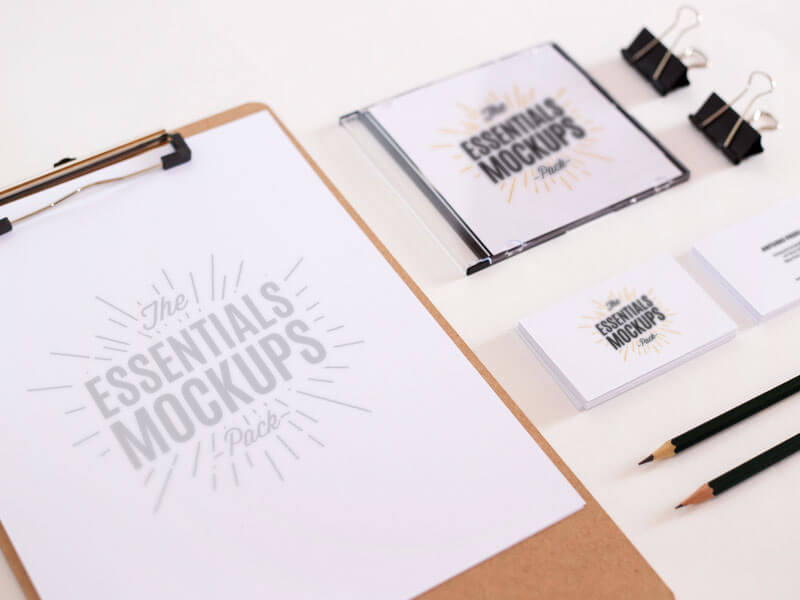 The
ESSENTIALS
MOCKUPS
-Pack-
The
ESSENTIALS
MOCKUPS
-Pack-
The
ESSENTIALS
MOCKUPS
-Pack-